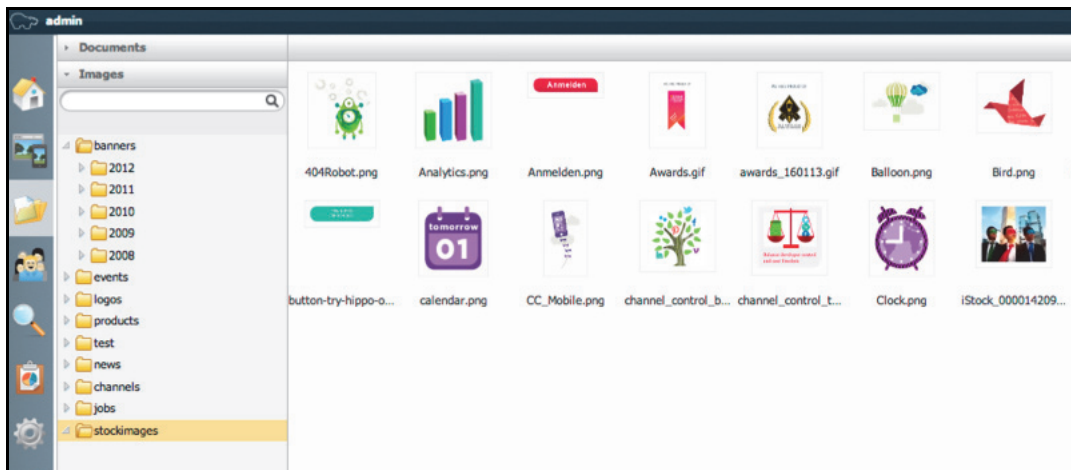 admin
Documents
Images
banners
2012
2011
2010
2009
2008
events
logos
products
test
news
channels
jobs
stockimages
Anmelden
404Robot.png
Analytics.png
Anmelden.png
Awards.gif
awards_160113.gif
Balloon.png
Bird.png
tomorrow
01
button-try-hippo-o...
calendar.png
CC_Mobile.png
channel_control_b...
channel_control_t...
Clock.png
iStock_000014209...